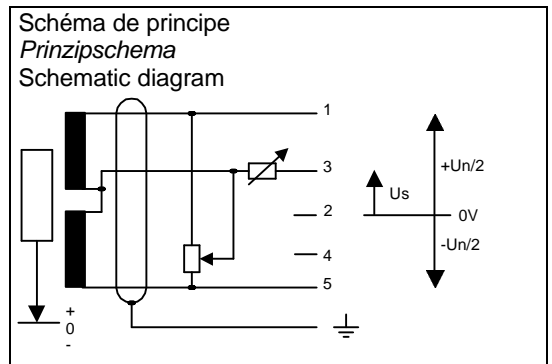 Schéma de principe
Prinzipschema
Schematic diagram
1
3
2
4
5
+Un/2
Us
0V
-Un/2
+
0
-